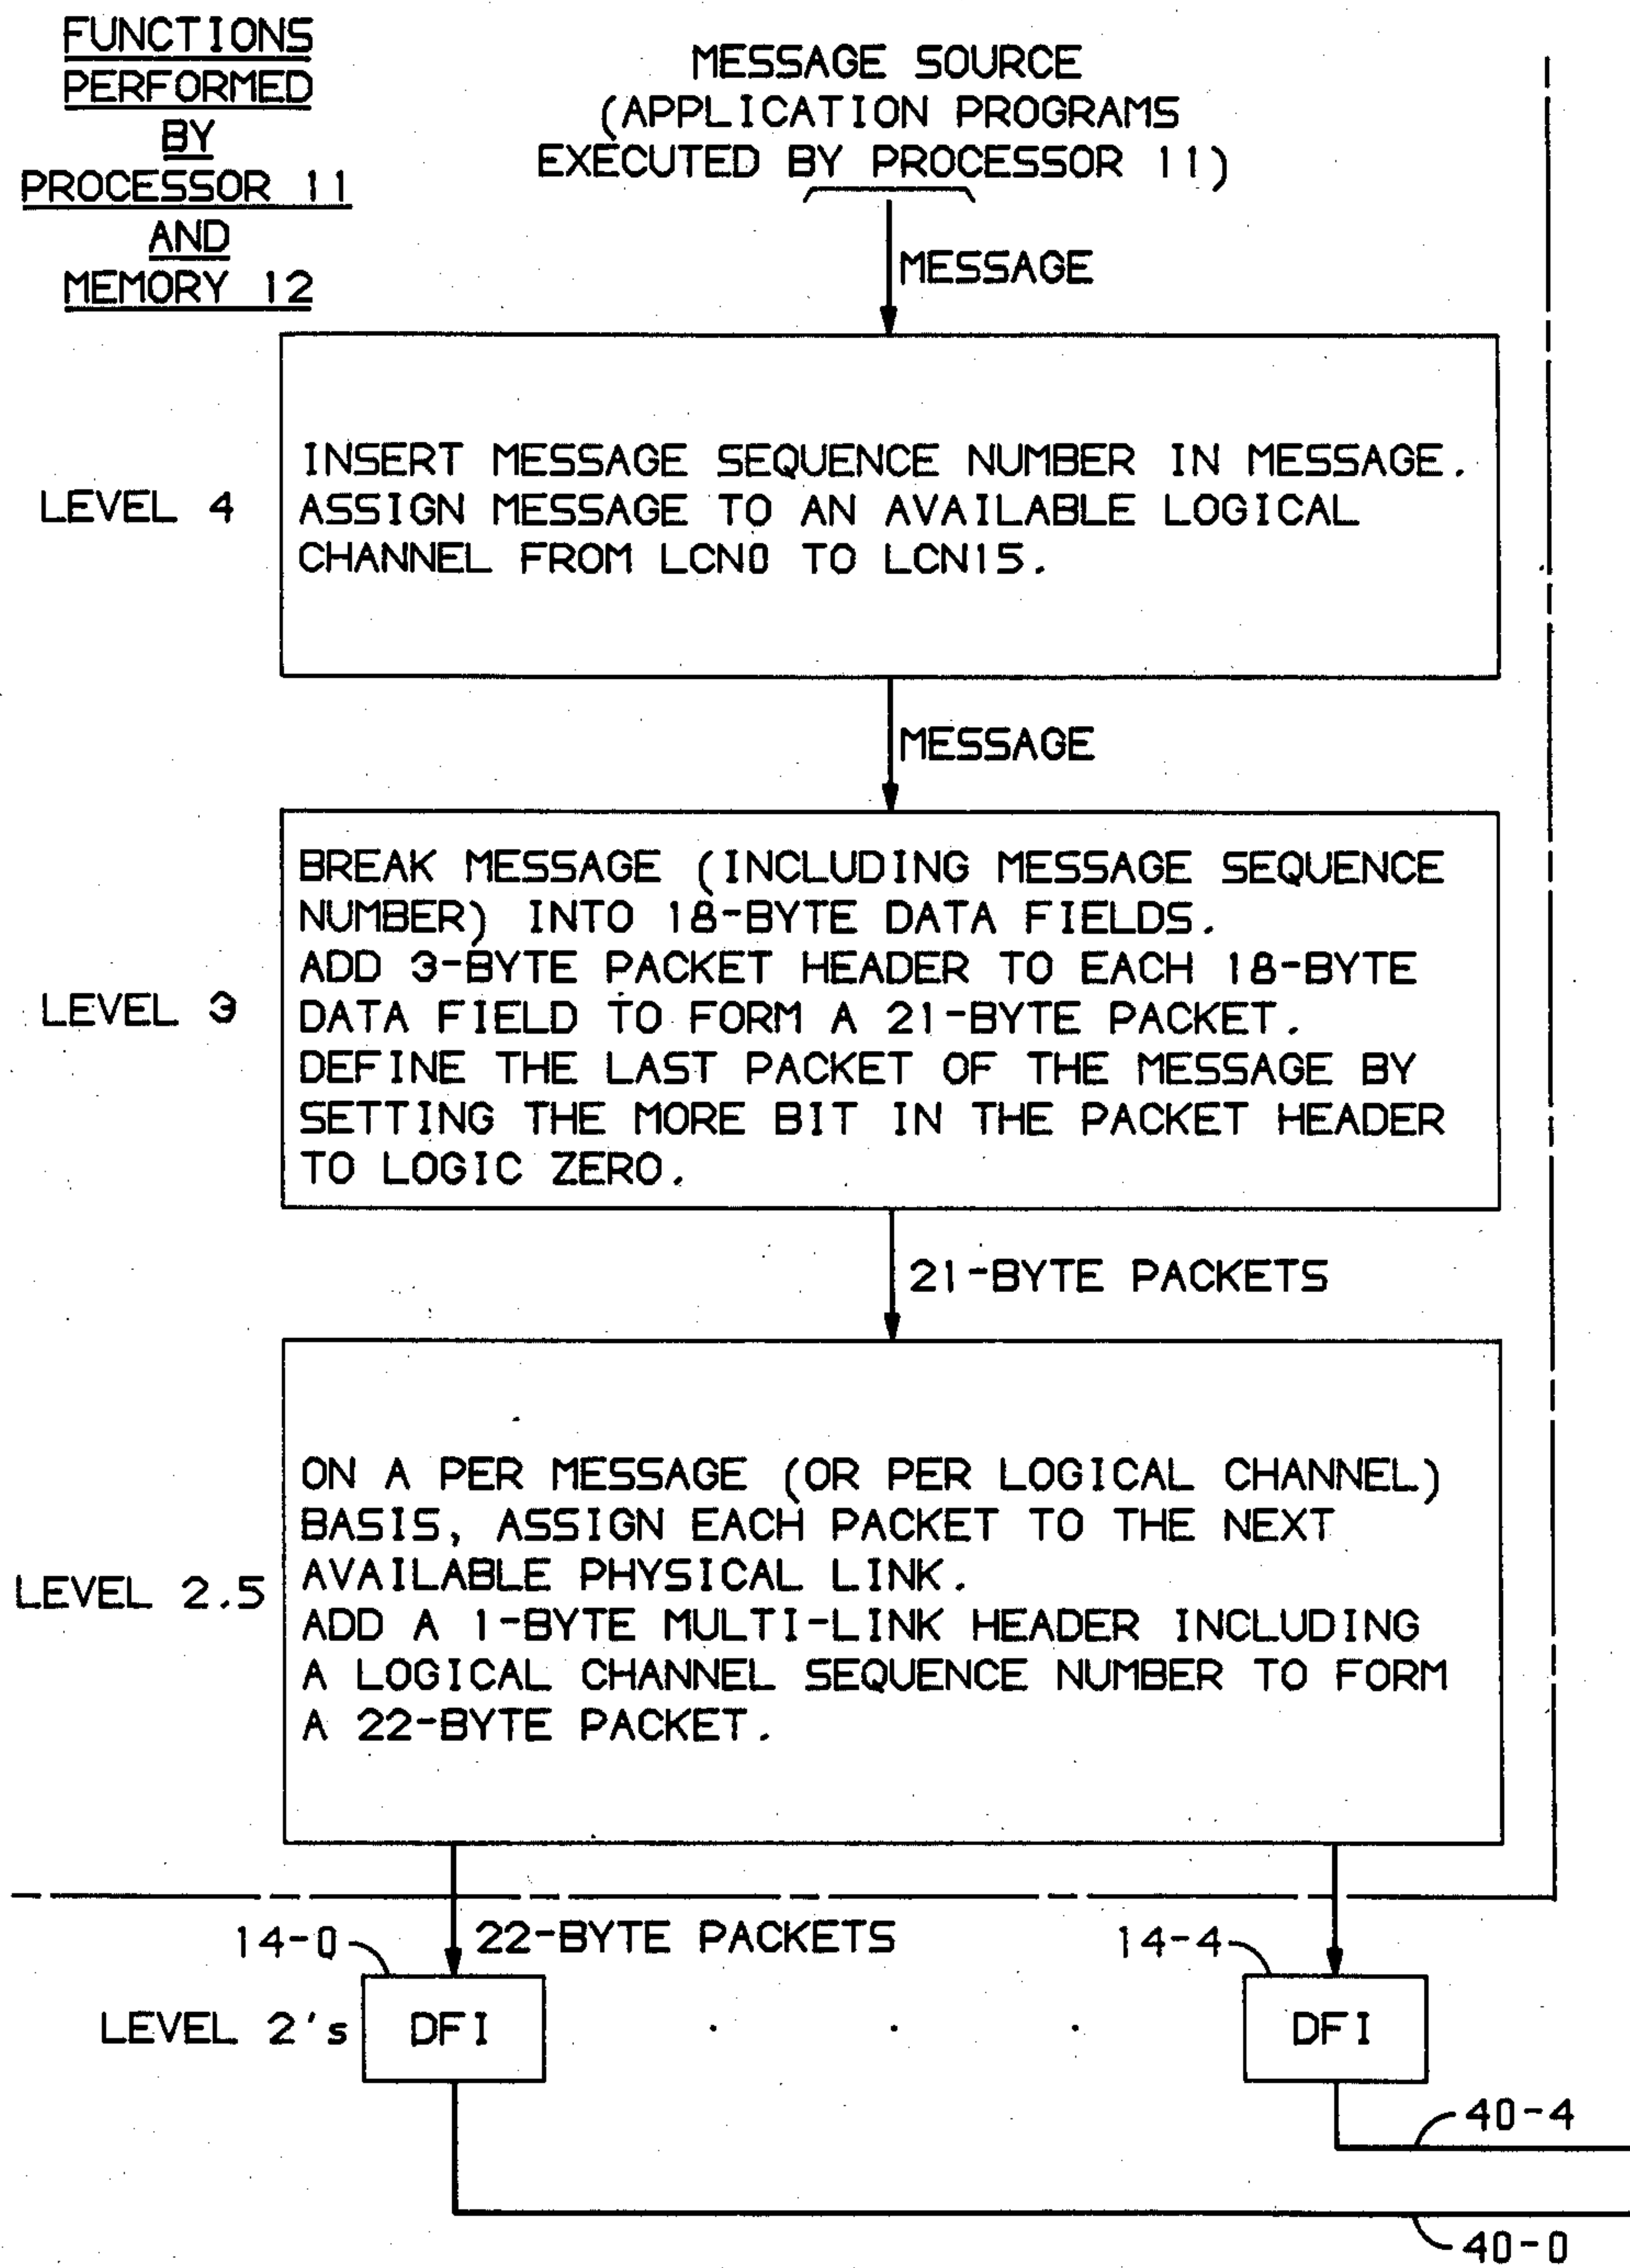 FUNCTIONS
PERFORMED
BY
PROCESSOR 11
AND
MEMORY 12
MESSAGE SOURCE
(APPLICATION PROGRAMS
EXECUTED BY PROCESSOR 11)
MESSAGE
LEVEL 4
INSERT MESSAGE SEQUENCE NUMBER IN MESSAGE.
ASSIGN MESSAGE TO AN AVAILABLE LOGICAL
CHANNEL FROM LCN0 TO LCN15.
MESSAGE
LEVEL 3
BREAK MESSAGE (INCLUDING MESSAGE SEQUENCE
NUMBER) INTO 18-BYTE DATA FIELDS.
ADD 3-BYTE PACKET HEADER TO EACH 18-BYTE
DATA FIELD TO FORM A 21-BYTE PACKET.
DEFINE THE LAST PACKET OF THE MESSAGE BY
SETTING THE MORE BIT IN THE PACKET HEADER
TO LOGIC ZERO.
21-BYTE PACKETS
LEVEL 2.5
ON A PER MESSAGE (OR PER LOGICAL CHANNEL)
BASIS, ASSIGN EACH PACKET TO THE NEXT
AVAILABLE PHYSICAL LINK.
ADD A 1-BYTE MULTI-LINK HEADER INCLUDING
A LOGICAL CHANNEL SEQUENCE NUMBER TO FORM
A 22-BYTE PACKET.
14-0
22-BYTE PACKETS
14-4
LEVEL 2's
DFI
DFI
40-4
40-0